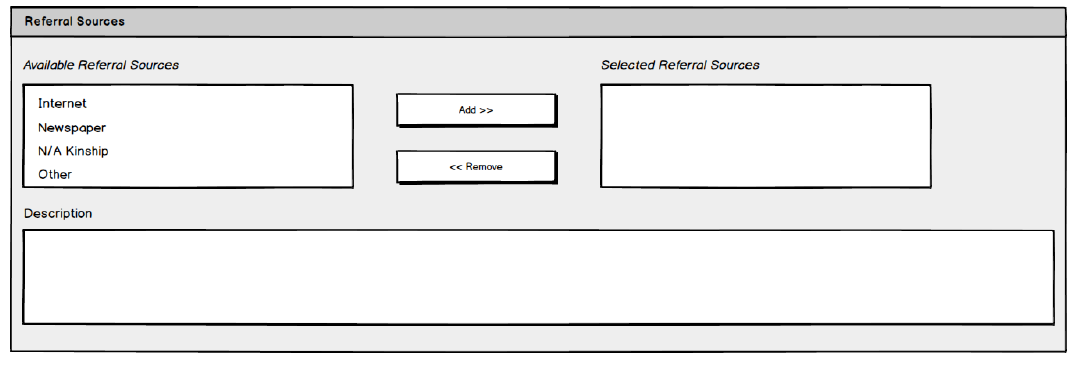 Referral Sources
Available Referral Sources
Selected Referral Sources
Internet
Newspaper
N/A Kinship
Other
Add >>
<< Remove
Description